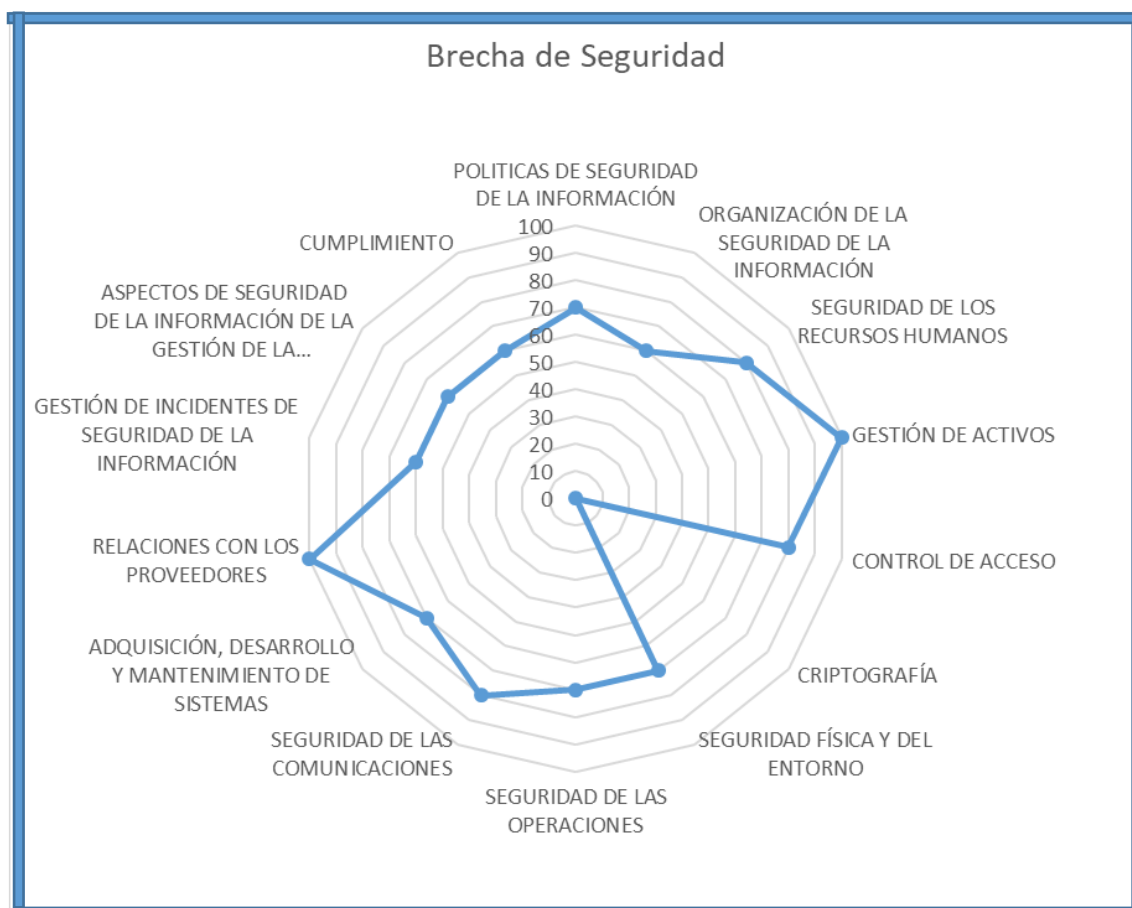 Brecha de Seguridad
POLITICAS DE SEGURIDAD
DE LA INFORMACIÓN
ORGANIZACIÓN DE LA
SEGURIDAD DE LA
INFORMACIÓN
SEGURIDAD DE LOS
RECURSOS HUMANOS
GESTIÓN DE ACTIVOS
CONTROL DE ACCESO
CRIPTOGRAFÍA
SEGURIDAD FÍSICA Y DEL
ENTORNO
SEGURIDAD DE LAS
OPERACIONES
SEGURIDAD DE LAS
COMUNICACIONES
ADQUISICIÓN, DESARROLLO
Y MANTENIMIENTO DE
SISTEMAS
RELACIONES CON LOS
PROVEEDORES
GESTIÓN DE INCIDENTES DE
SEGURIDAD DE LA
INFORMACIÓN
ASPECTOS DE SEGURIDAD
DE LA INFORMACIÓN DE LA
GESTIÓN DE LA...
CUMPLIMIENTO
100
90
80
70
60
50
40
30
20
10
0